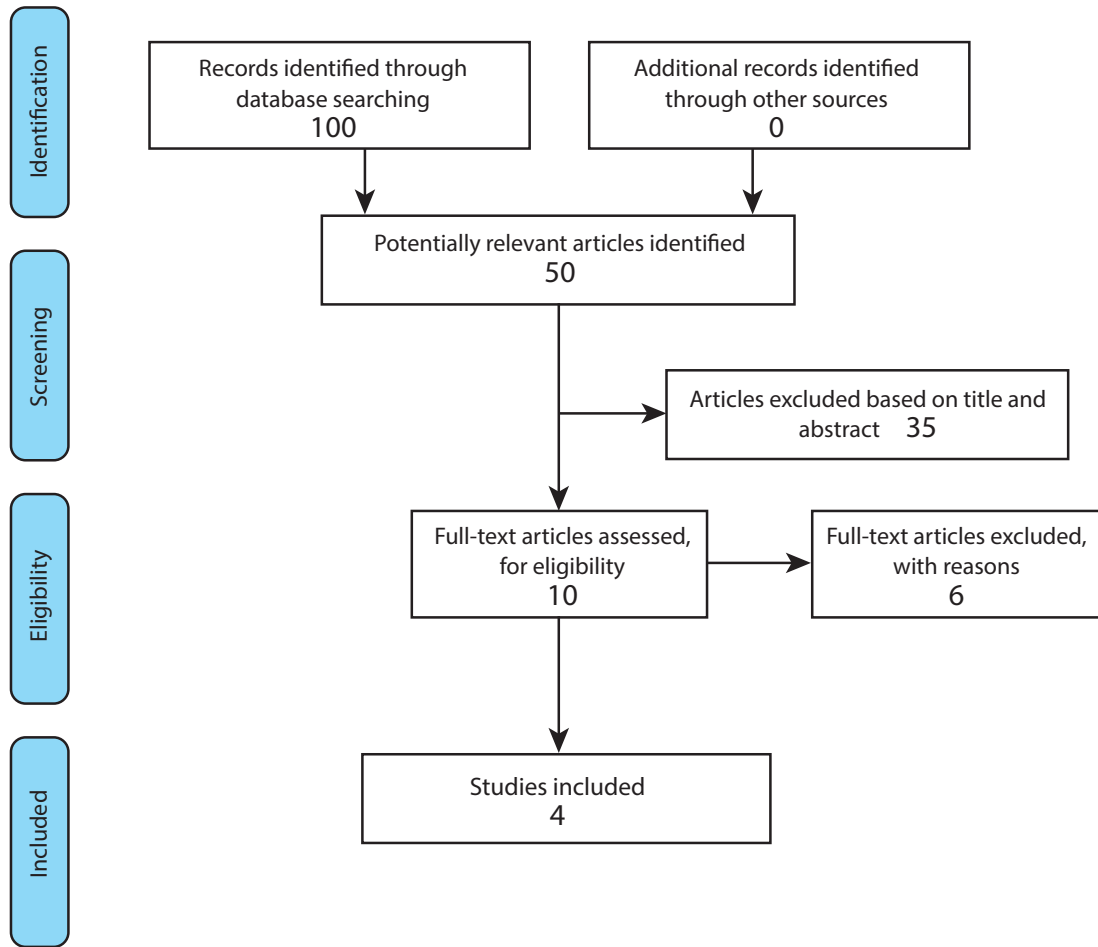 Identification
Records identified through
database searching
100
Additional records identified
through other sources
0
Potentially relevant articles identified
50
Screening
Articles excluded based on title and
abstract 35
Eligibility
Full-text articles assessed,
for eligibility
10
Full-text articles excluded,
with reasons
6
Included
Studies included
4